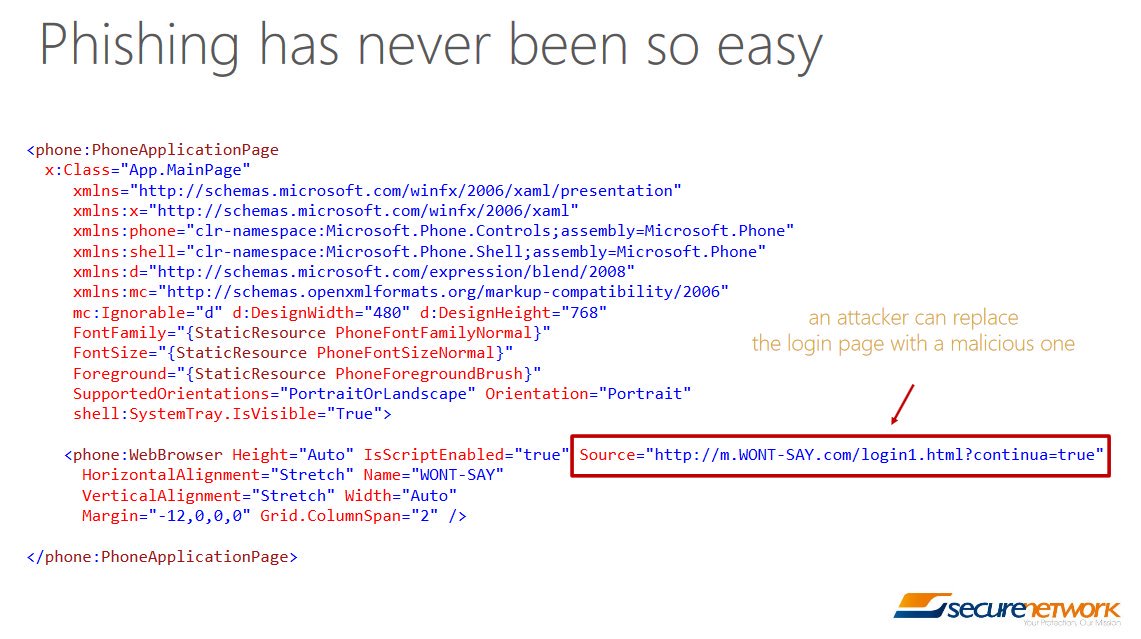 Phishing has never been so easy
<phone:PhoneApplicationPage
x:Class="App.MainPage"
xmlns="http://schemas.microsoft.com/winfx/2006/xaml/presentation"
xmlns:x="http://schemas.microsoft.com/winfx/2006/xaml"
xmlns:phone="clr-namespace:Microsoft.Phone.Controls;assembly=Microsoft.Phone"
xmlns:shell="clr-namespace:Microsoft.Phone.Shell;assembly=Microsoft.Phone"
xmlns:d="http://schemas.microsoft.com/expression/blend/2008"
xmlns:mc="http://schemas.openxmlformats.org/markup-compatibility/2006"
mc:Ignorable="d" d:DesignWidth="480" d:DesignHeight="768"
FontFamily="{StaticResource PhoneFontFamilyNormal}"
FontSize="{StaticResource PhoneFontSizeNormal}"
Foreground="{StaticResource PhoneForegroundBrush}"
SupportedOrientations="PortraitOrLandscape" Orientation="Portrait"
shell:SystemTray.IsVisible="True">
an attacker can replace
the login page with a malicious one
<phone:WebBrowser Height="Auto" IsScriptEnabled="true" Source="http://m.WONT-SAY.com/login1.html?continua=true"
HorizontalAlignment="Stretch" Name="WONT-SAY"
VerticalAlignment="Stretch" Width="Auto"
Margin="-12,0,0,0" Grid.ColumnSpan="2" />
</phone:PhoneApplicationPage>
securenetwork
Your Protection, Our Mission